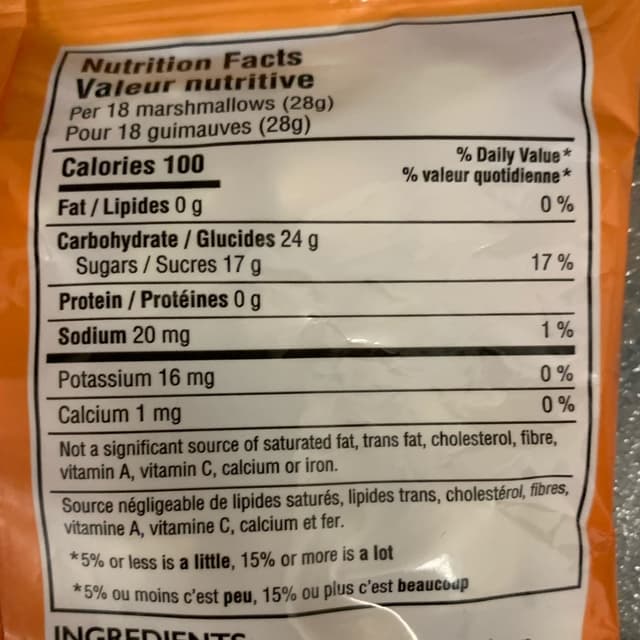 Nutrition Facts
Valeur nutritive
Per 18 marshmallows (28g)
Pour 18 guimauves (28g)
Calories 100
% Daily Value*
% valeur quotidienne*
Fat / Lipides 0 g 0 %
Carbohydrate / Glucides 24 g
Sugars / Sucres 17 g 17 %
Protein / Protéines 0 g
Sodium 20 mg 1 %
Potassium 16 mg 0 %
Calcium 1 mg 0 %
Not a significant source of saturated fat, trans fat, cholesterol, fibre,
vitamin A, vitamin C, calcium or iron.
Source négligeable de lipides saturés, lipides trans, cholestérol, fibres,
vitamine A, vitamine C, calcium et fer.
*5% or less is a little, 15% or more is a lot
*5% ou moins c'est peu, 15% ou plus c'est beaucoup
INGREDIENTS